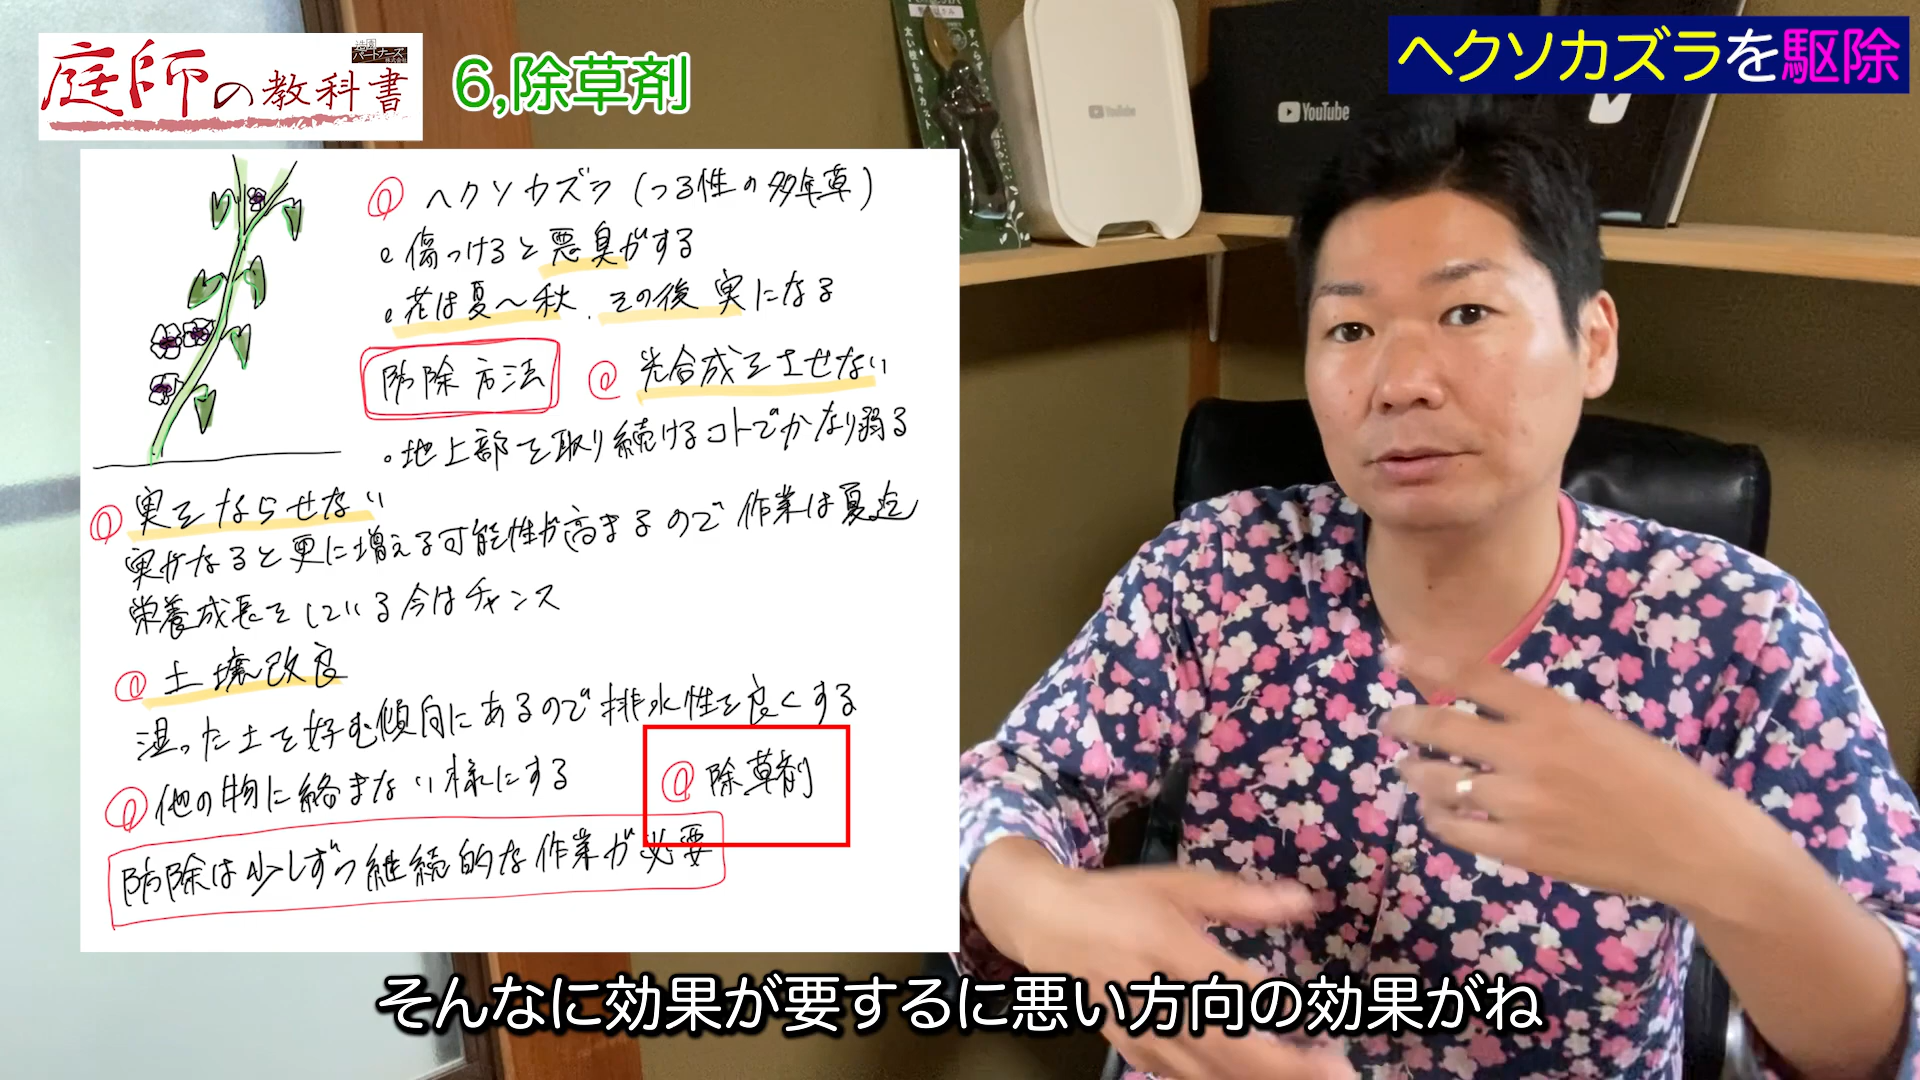 庭師の教科書
造園
パートナーズ
株式会社
6,除草剤
ヘクソカズラを駆除
YouTube
YouTube
すべらず
ヘクソカズラ(つる性の多年草)
傷つけると悪臭がする
花は夏〜秋、その後実になる
防除方法
光合成をさせない
地上部を取り続けるコトでかなり弱る
実をならせない
実がなると更に増える可能性が高まるので作業は夏迄
栄養成長をしている今はチャンス
土壌改良
湿った土を好む傾向にあるので排水性を良くする
他の物に絡まない様にする
除草剤
防除は少しずつ継続的な作業が必要
そんなに効果が要するに悪い方向の効果がね